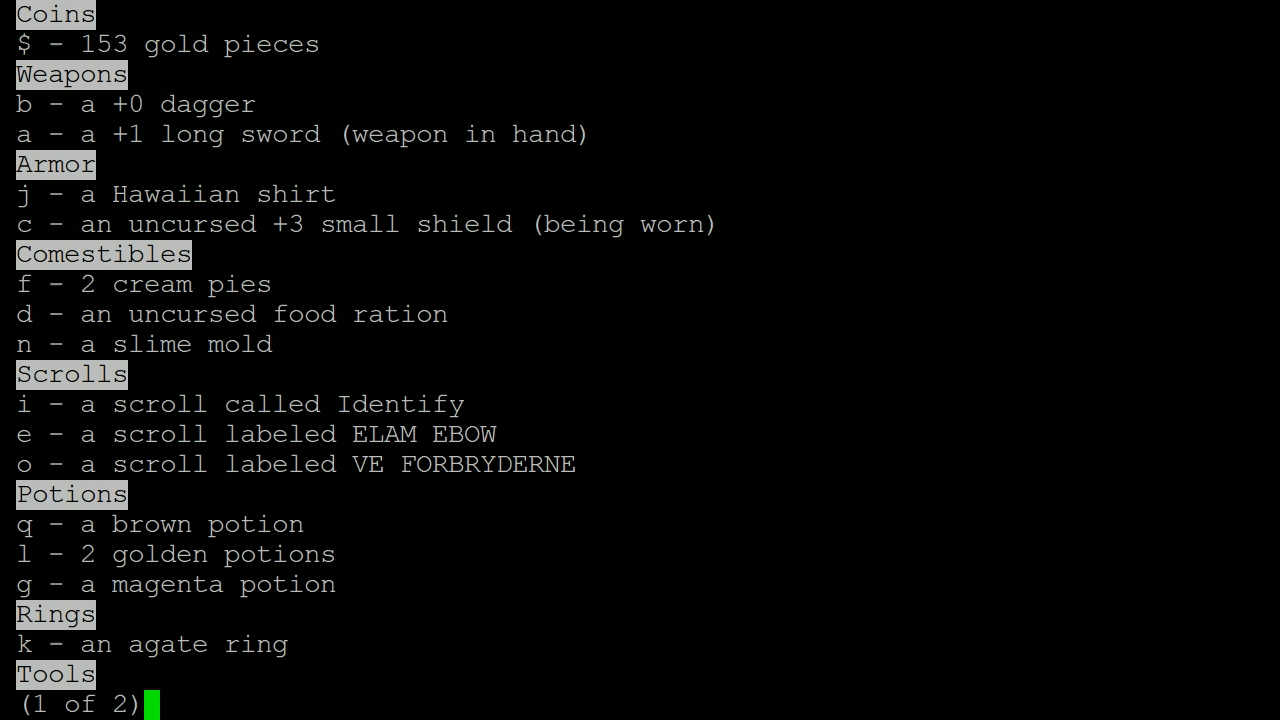 Coins
$ - 153 gold pieces
Weapons
b - a +0 dagger
a - a +1 long sword (weapon in hand)
Armor
j - a Hawaiian shirt
c - an uncursed +3 small shield (being worn)
Comestibles
f - 2 cream pies
d - an uncursed food ration
n - a slime mold
Scrolls
i - a scroll called Identify
e - a scroll labeled ELAM EBOW
o - a scroll labeled VE FORBRYDERNE
Potions
q - a brown potion
l - 2 golden potions
g - a magenta potion
Rings
k - an agate ring
Tools
(1 of 2)